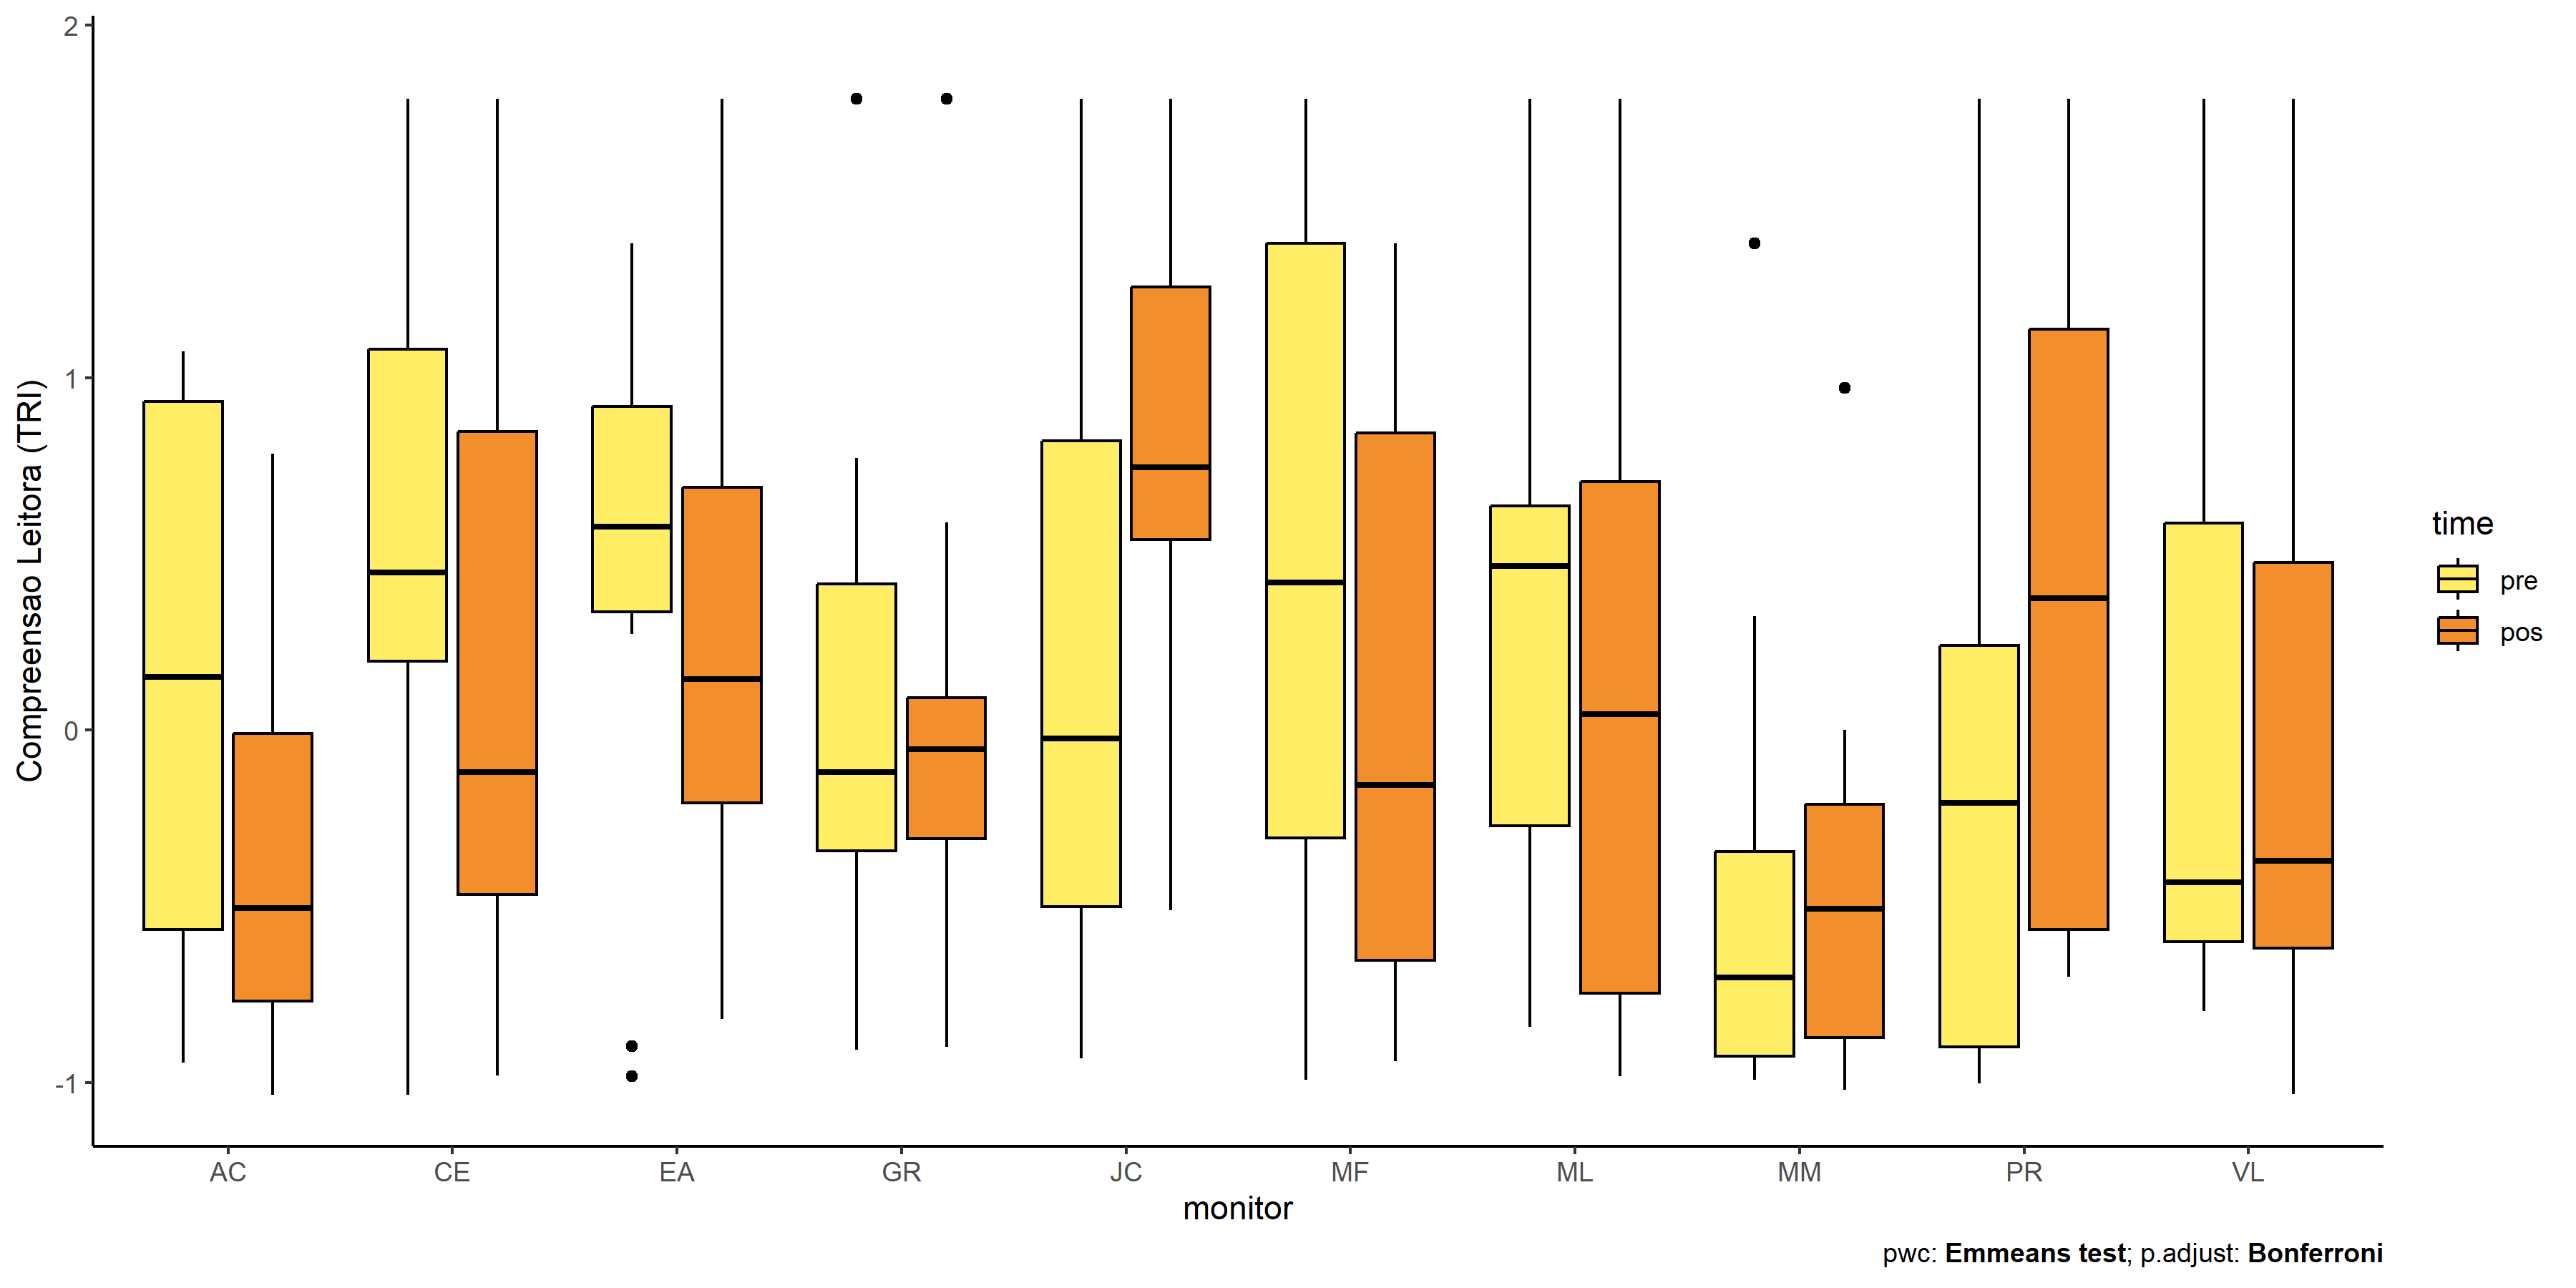 Compreensao Leitora (TRI)
2
1
0
-1
AC CE EA GR JC MF ML MM PR VL
monitor
time
pre
pos
pwc: Emmeans test; p.adjust: Bonferroni